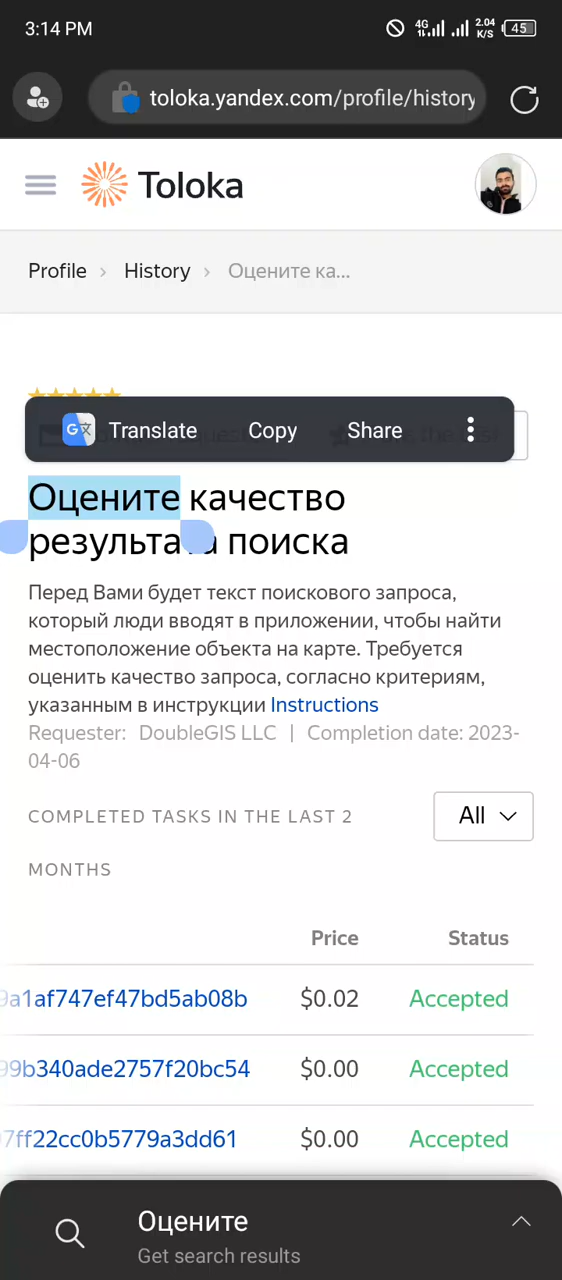 3:14 PM
4G
2.04
K/S
45
toloka.yandex.com/profile/history
Toloka
Profile > History > Оцените ка...
Translate Copy Share
Оцените качество
результата поиска
Перед Вами будет текст поискового запроса,
который люди вводят в приложении, чтобы найти
местоположение объекта на карте. Требуется
оценить качество запроса, согласно критериям,
указанным в инструкции Instructions
Requester: DoubleGIS LLC | Completion date: 2023-
04-06
COMPLETED TASKS IN THE LAST 2
MONTHS
All
Price Status
9a1af747ef47bd5ab08b $0.02 Accepted
99b340ade2757f20bc54 $0.00 Accepted
7ff22cc0b5779a3dd61 $0.00 Accepted
Оцените
Get search results